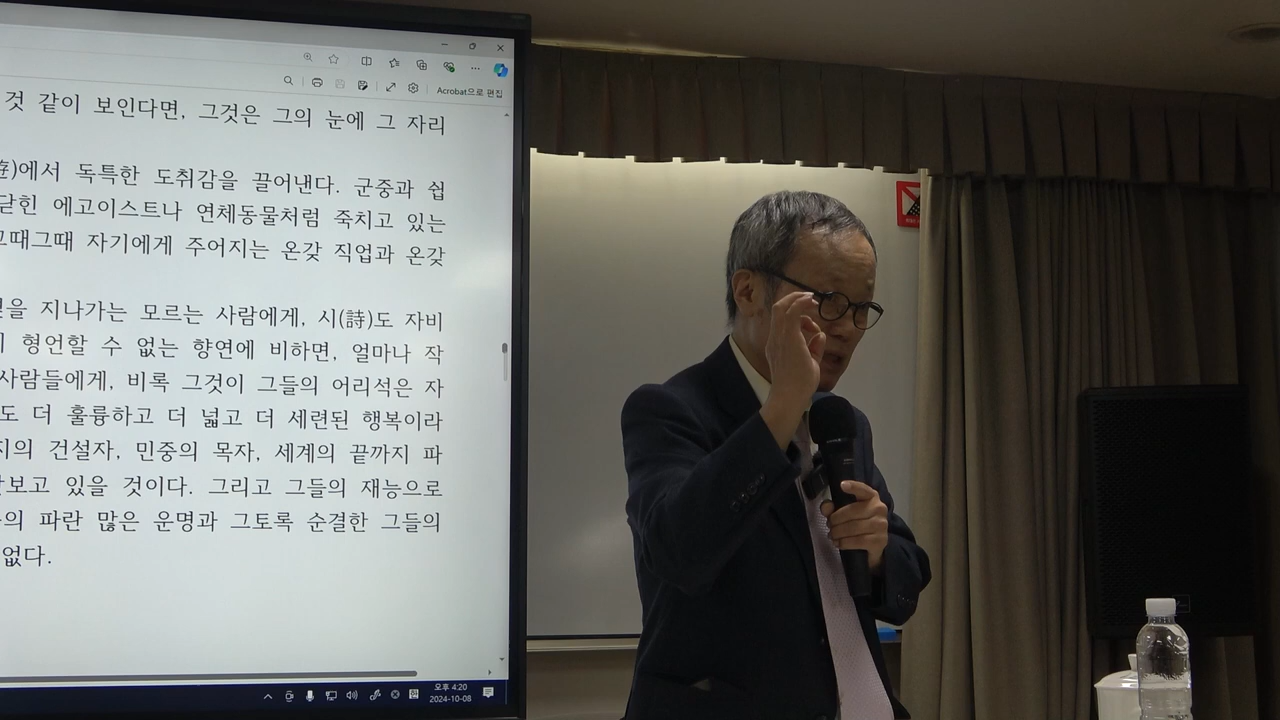 Acrobat으로 편집
것 같이 보인다면, 그것은 그의 눈에 그 자리
에서 독특한 도취감을 끌어낸다. 군중과 쉽
닫힌 에고이스트나 연체동물처럼 죽치고 있는
그때그때 자기에게 주어지는 온갖 직업과 온갖
지나가는 모르는 사람에게, 시(詩)도 자비
형언할 수 없는 향연에 비하면, 얼마나 작
사람들에게, 비록 그것이 그들의 어리석은 자
도 더 훌륭하고 더 넓고 더 세련된 행복이라
지의 건설자, 민중의 목자, 세계의 끝까지 파
보고 있을 것이다. 그리고 그들의 재능으로
의 파란 많은 운명과 그토록 순결한 그들의
없다.
오후 4:20
2024-10-08